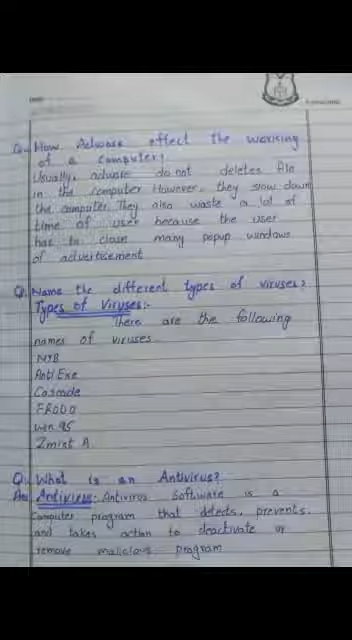 Q: How Adware effect the working
of a computer?
Usually, adware do not deletes file
in the computer However, they slow down
the computer. They also waste a lot of
time of user because the user
has to close many popup windows
of advertisement
Q: Name the different types of viruses?
Types of Viruses:-
There are the following
names of viruses
NYB
Anti Exe
Cascade
FRODO
win 95
Zmist A
Q: What is an Antivirus?
Ans Antivirus:- Antivirus Software is a
Computer program that detects, prevents,
and takes action to deactivate or
remove malicious program